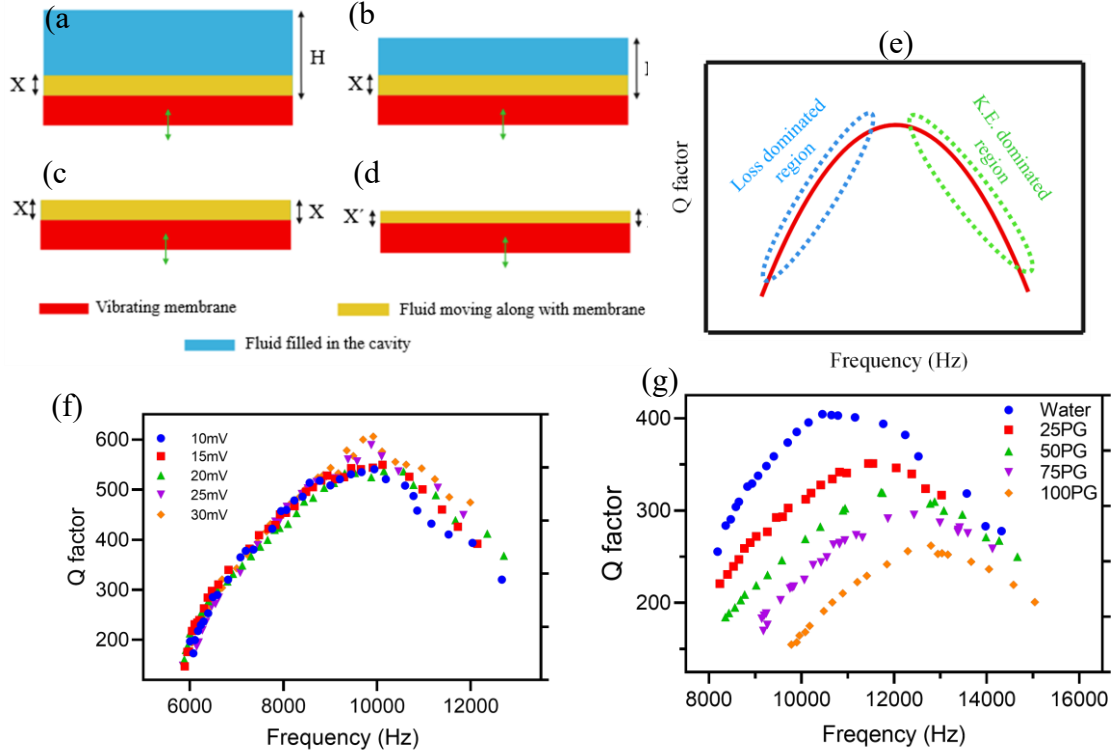 (a
X
H
(b
X
(c
X
X
(d
X´
Vibrating membrane
Fluid moving along with membrane
Fluid filled in the cavity
(e)
Q factor
Loss dominated
region
K.E. dominated
region
Frequency (Hz)
(f)
Q factor
600
500
400
300
200
10mV
15mV
20mV
25mV
30mV
6000 8000 10000 12000
Frequency (Hz)
(g)
Q factor
400
300
200
Water
25PG
50PG
75PG
100PG
8000 10000 12000 14000 16000
Frequency (Hz)